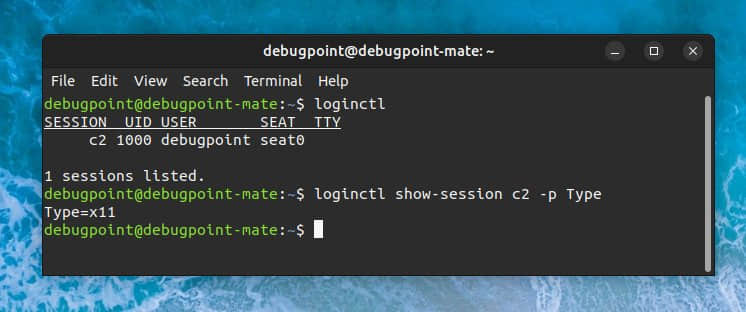 debugpoint@debugpoint-mate: ~
File Edit View Search Terminal Help
debugpoint@debugpoint-mate:~$ loginctl
SESSION  UID USER       SEAT  TTY
     c2 1000 debugpoint seat0

1 sessions listed.
debugpoint@debugpoint-mate:~$ loginctl show-session c2 -p Type
Type=x11
debugpoint@debugpoint-mate:~$